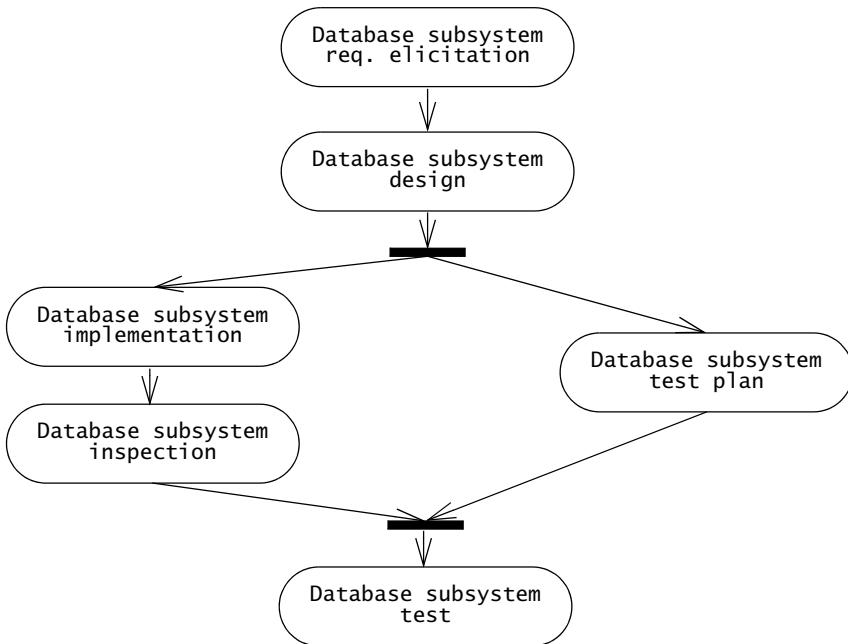 Database subsystem
req. elicitation
Database subsystem
design
Database subsystem
implementation
Database subsystem
test plan
Database subsystem
inspection
Database subsystem
test